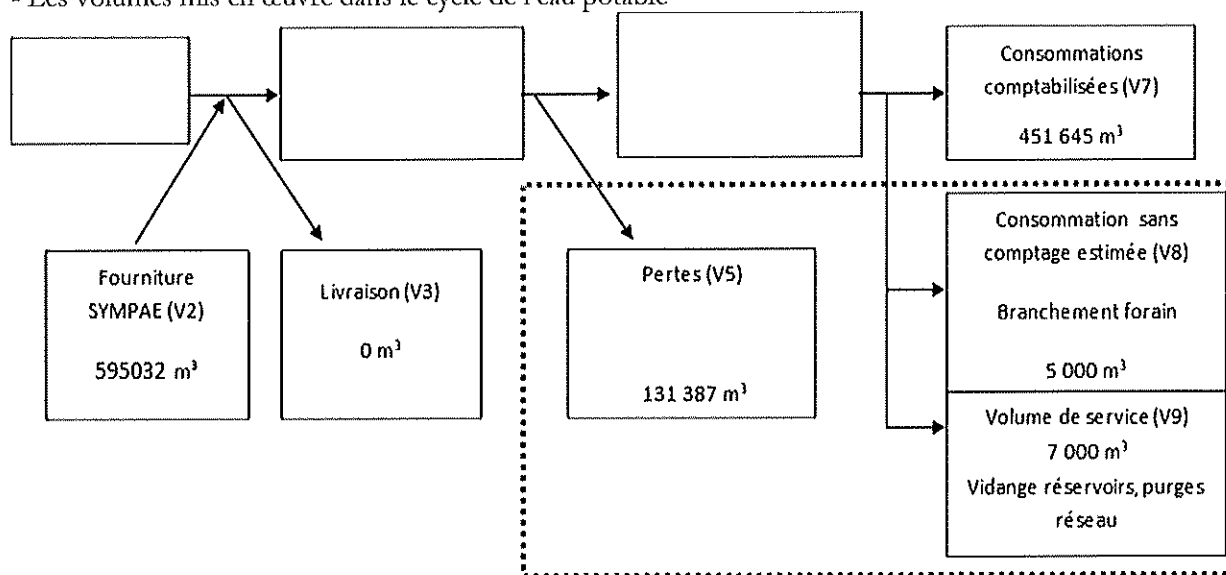 - Les volumes mis en œuvre dans le cycle de l'eau potable
Consommations
comptabilisées (V7)
451 645 m³
Fourniture
SYMPAE (V2)
595032 m³
Livraison (V3)
0 m³
Pertes (V5)
131 387 m³
Consommation sans
comptage estimée (V8)
Branchement forain
5 000 m³
Volume de service (V9)
7 000 m³
Vidange réservoirs, purges
réseau